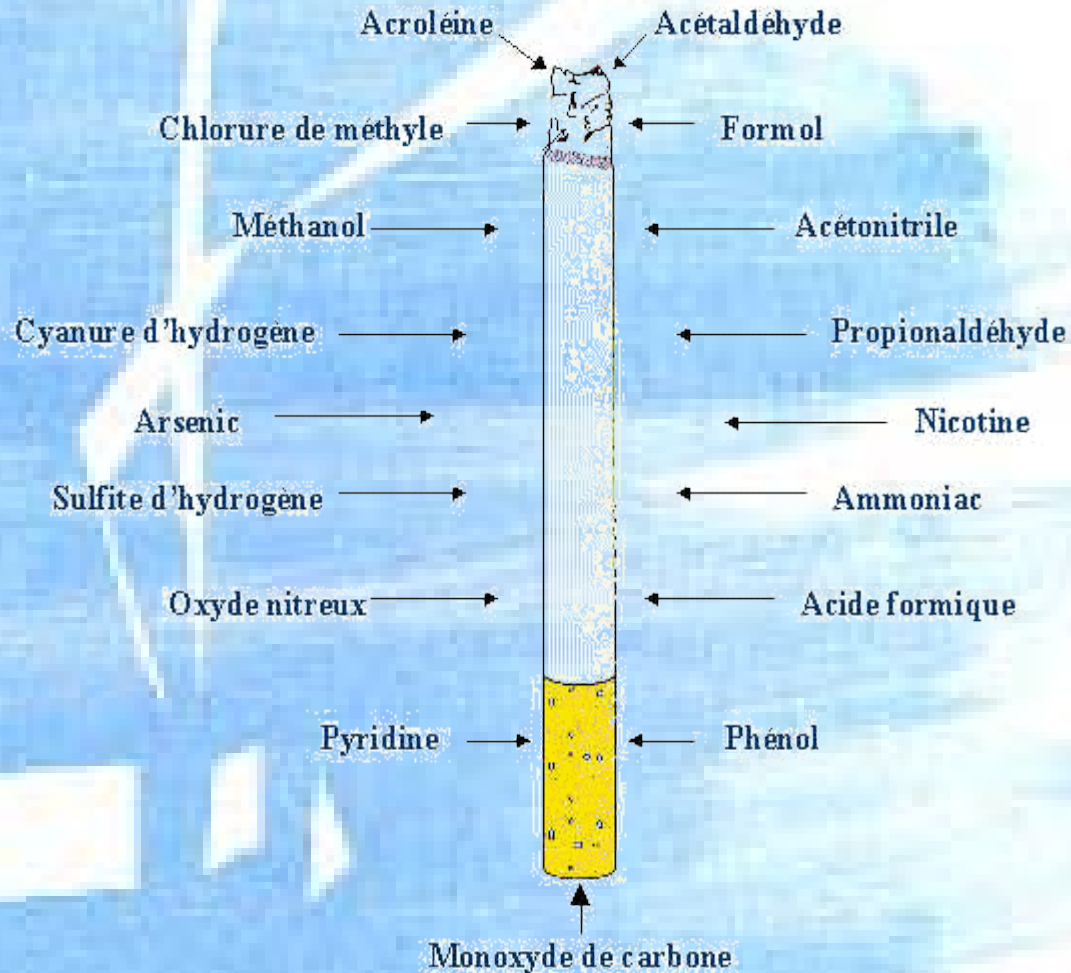 Acroléine
Acétaldéhyde
Chlorure de méthyle
Formol
Méthanol
Acétonitrile
Cyanure d'hydrogène
Propionaldéhyde
Arsenic
Nicotine
Sulfite d'hydrogène
Ammoniac
Oxyde nitreux
Acide formique
Pyridine
Phénol
Monoxyde de carbone